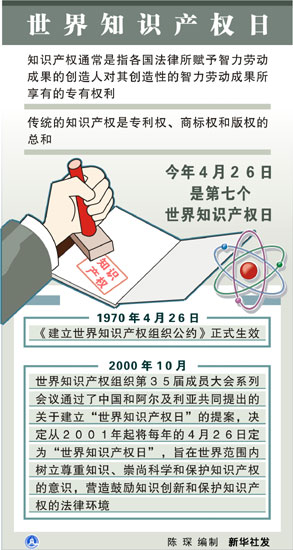 世界知识产权日
知识产权通常是指各国法律所赋予智力劳动
成果的创造人对其创造性的智力劳动成果所
享有的专有权利
传统的知识产权是专利权、商标权和版权的
总和
今年4月26日
是第七个
世界知识产权日
知识
产权
1970年4月26日
《建立世界知识产权组织公约》正式生效
2000年10月
世界知识产权组织第35届成员大会系列
会议通过了中国和阿尔及利亚共同提出的
关于建立“世界知识产权日”的提案，决
定从2001年起将每年的4月26日定
为“世界知识产权日”，旨在世界范围内
树立尊重知识、崇尚科学和保护知识产权
的意识，营造鼓励知识创新和保护知识产
权的法律环境
陈 琛 编制 新华社发